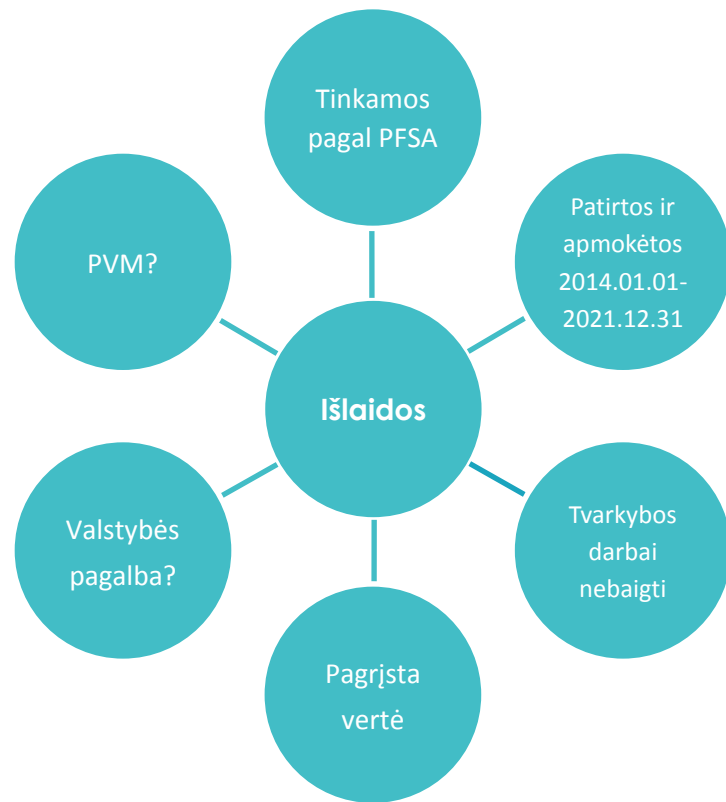 Tinkamos
pagal PFSA
Patirtos ir
apmokėtos
2014.01.01-
2021.12.31
PVM?
Išlaidos
Valstybės
pagalba?
Tvarkybos
darbai
nebaigti
Pagrįsta
vertė